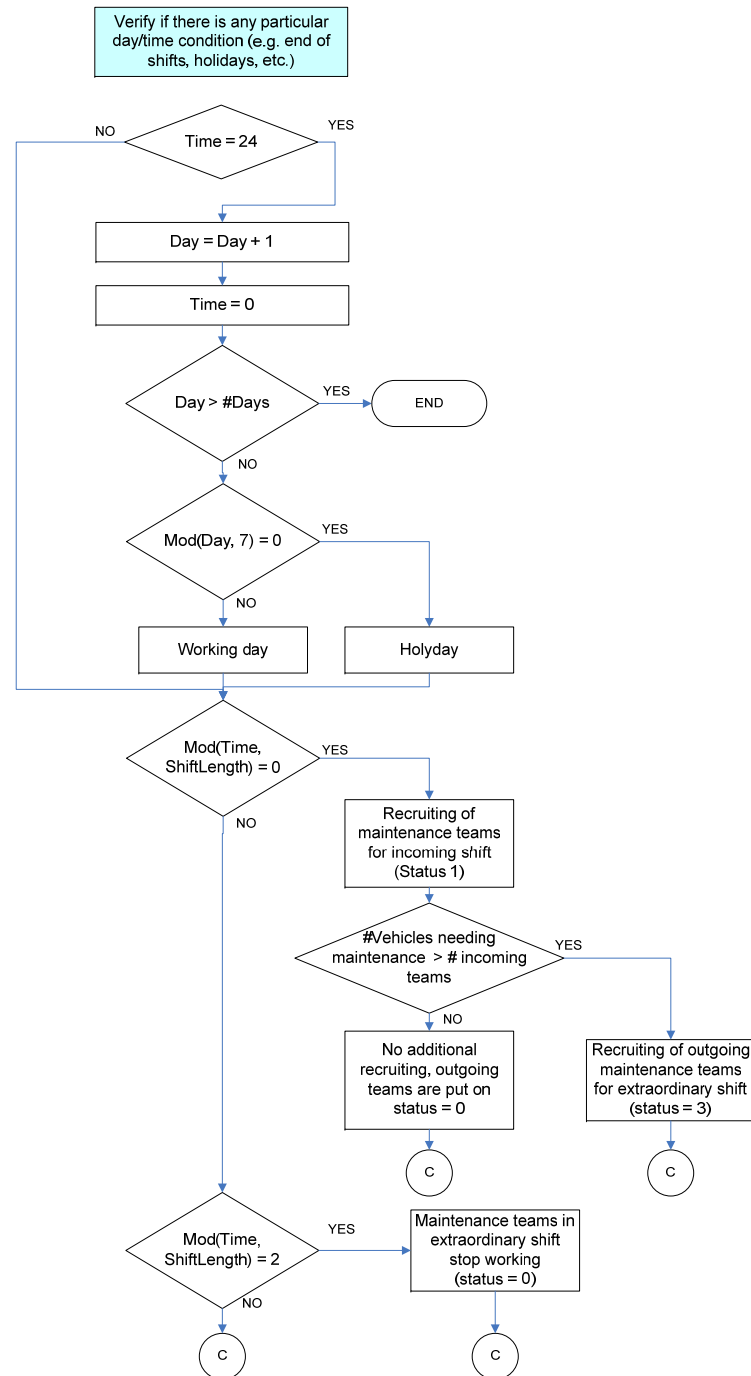 Verify if there is any particular
day/time condition (e.g. end of
shifts, holidays, etc.)
NO
YES
Time = 24
Day = Day + 1
Time = 0
Day > #Days
YES
END
NO
Mod(Day, 7) = 0
YES
NO
Working day
Holyday
Mod(Time,
ShiftLength) = 0
YES
NO
Recruiting of
maintenance teams
for incoming shift
(Status 1)
#Vehicles needing
maintenance > # incoming
teams
YES
NO
No additional
recruiting, outgoing
teams are put on
status = 0
Recruiting of outgoing
maintenance teams
for extraordinary shift
(status = 3)
C
C
Mod(Time,
ShiftLength) = 2
YES
Maintenance teams in
extraordinary shift
stop working
(status = 0)
NO
C
C